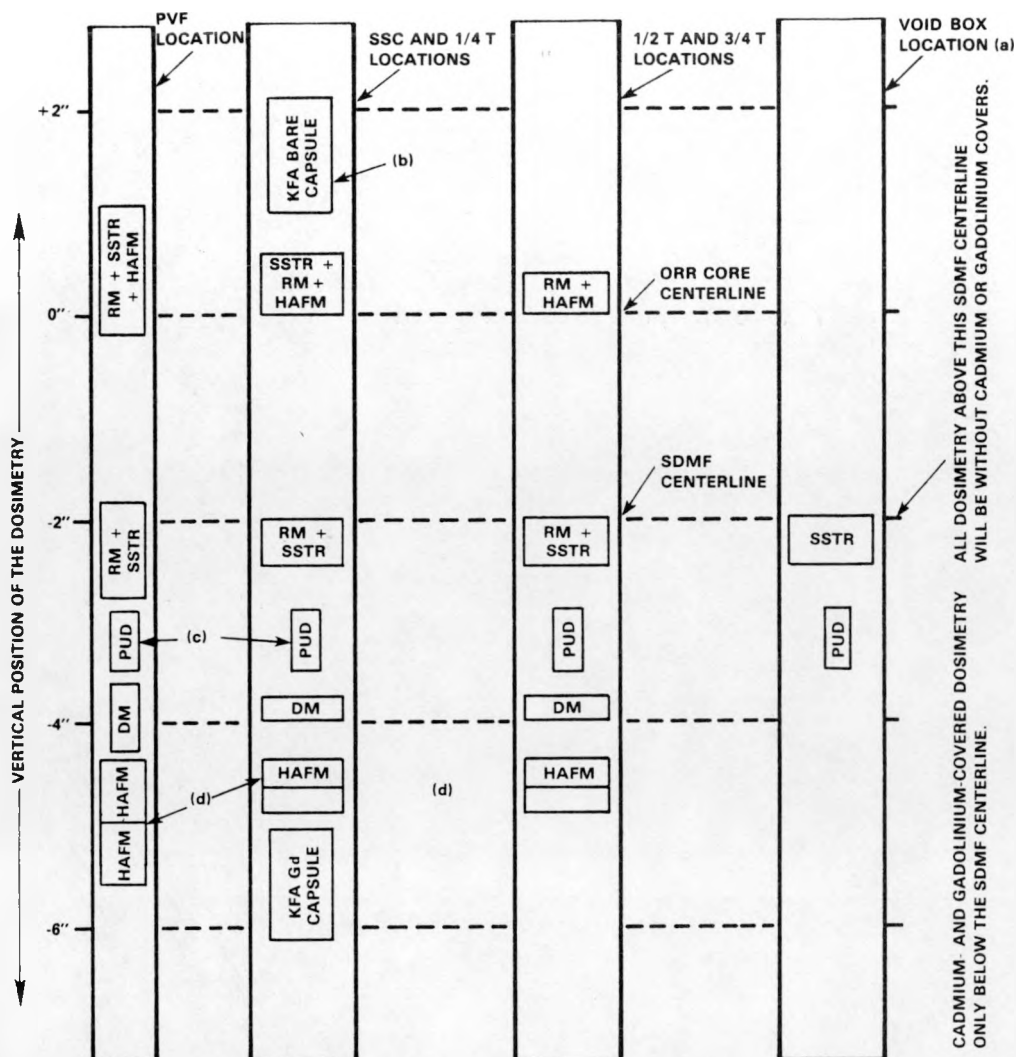 PVF
LOCATION
SSC AND 1/4 T
LOCATIONS
1/2 T AND 3/4 T
LOCATIONS
VOID BOX
LOCATION (a)
+2"
KFA BARE
CAPSULE
(b)
RM + SSTR
+ HAFM
SSTR +
RM +
HAFM
RM +
HAFM
ORR CORE
CENTERLINE
0"
SDMF
CENTERLINE
-2"
RM +
SSTR
RM +
SSTR
RM +
SSTR
SSTR
PUD
(c)
PUD
PUD
PUD
DM
DM
DM
-4"
HAFM
HAFM
HAFM
(d)
(d)
HAFM
KFA Gd
CAPSULE
-6"
VERTICAL POSITION OF THE DOSIMETRY
ALL DOSIMETRY ABOVE THIS SDMF CENTERLINE
WILL BE WITHOUT CADMIUM OR GADOLINIUM COVERS.
CADMIUM- AND GADOLINIUM-COVERED DOSIMETRY
ONLY BELOW THE SDMF CENTERLINE.